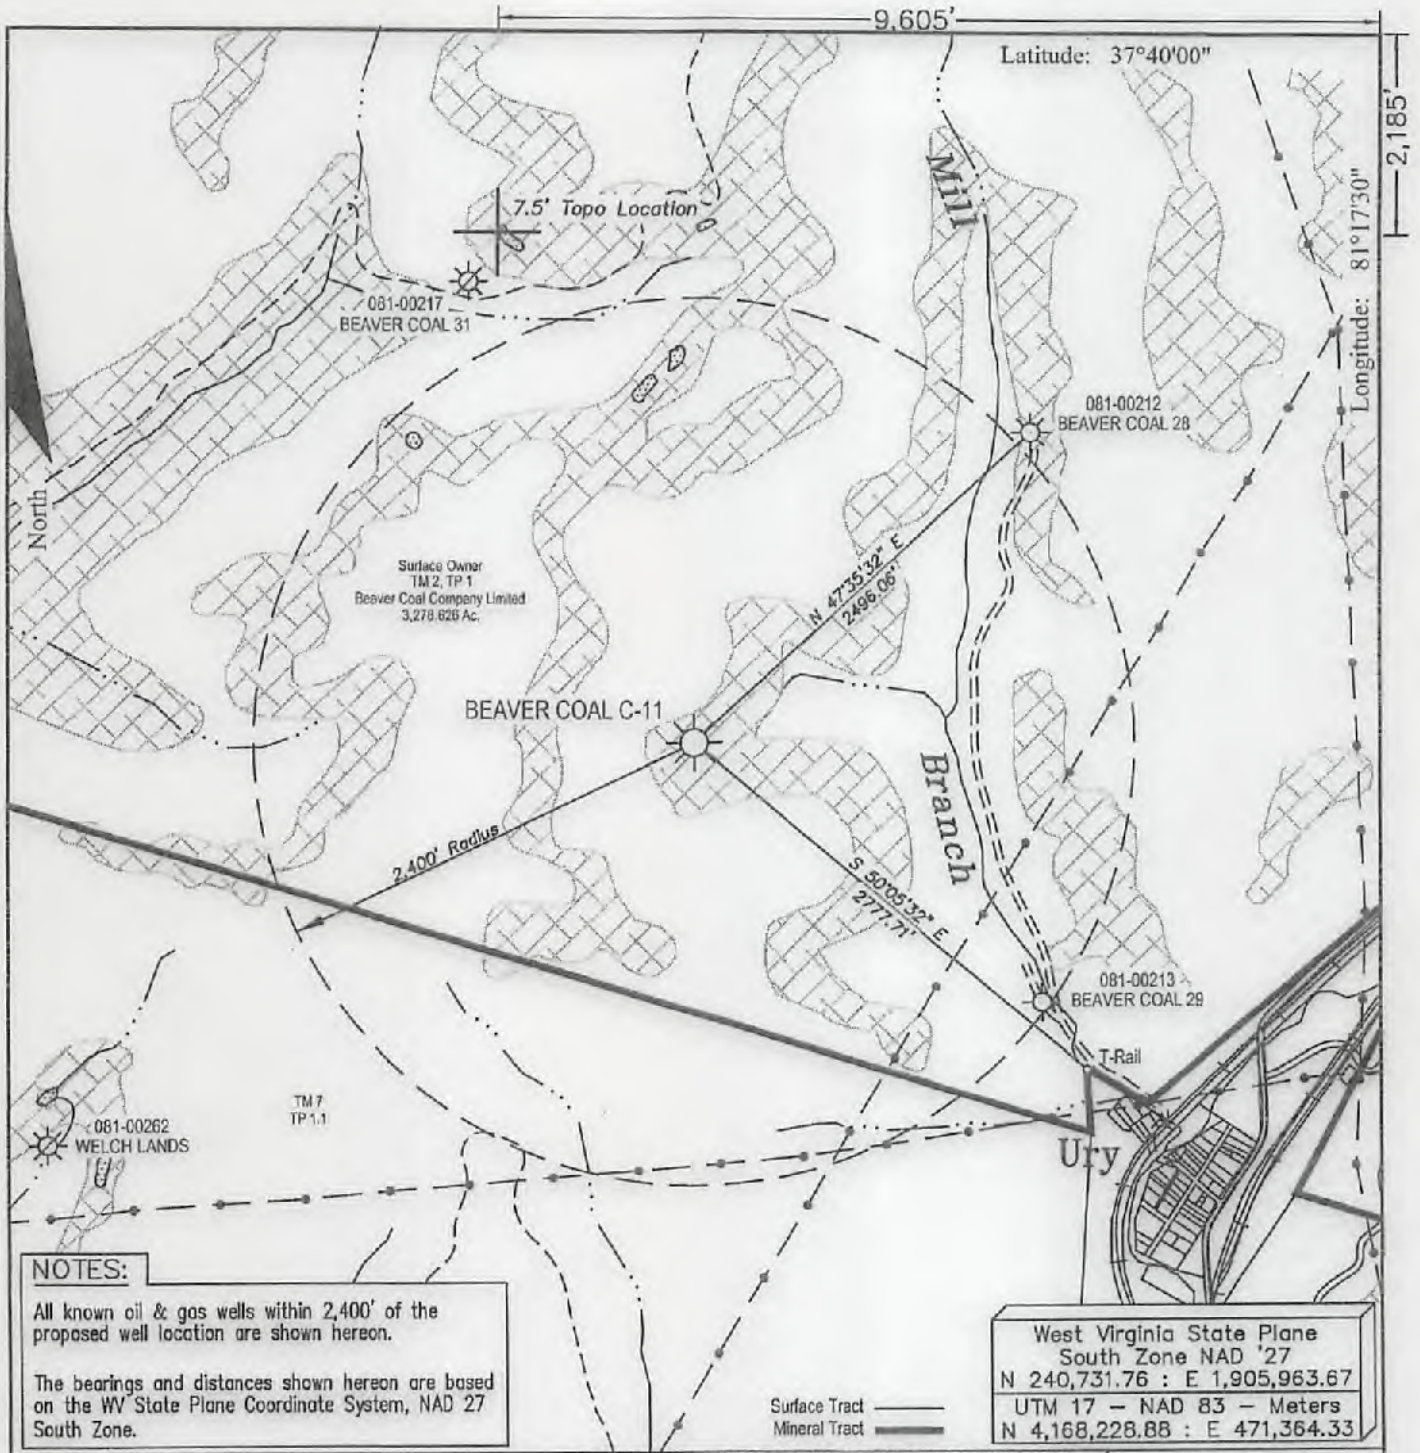 9,605'
Latitude: 37°40'00"
2,185'
Longitude: 81°17'30"
7.5' Topo Location
Mill
081-00217
BEAVER COAL 31
081-00212
BEAVER COAL 28
North
Surface Owner
TM 2, TP 1
Beaver Coal Company Limited
3,278.626 Ac.
N 47°35'32" E
2496.06'
BEAVER COAL C-11
Branch
2,400' Radius
S 50°05'32" E
2777.71'
081-00213
BEAVER COAL 29
T-Rail
TM 7
TP 1.1
081-00262
WELCH LANDS
Ury
NOTES:
All known oil & gas wells within 2,400' of the
proposed well location are shown hereon.
The bearings and distances shown hereon are based
on the WV State Plane Coordinate System, NAD 27
South Zone.
Surface Tract
Mineral Tract
West Virginia State Plane
South Zone NAD '27
N 240,731.76 : E 1,905,963.67
UTM 17 - NAD 83 - Meters
N 4,168,228.88 : E 471,364.33